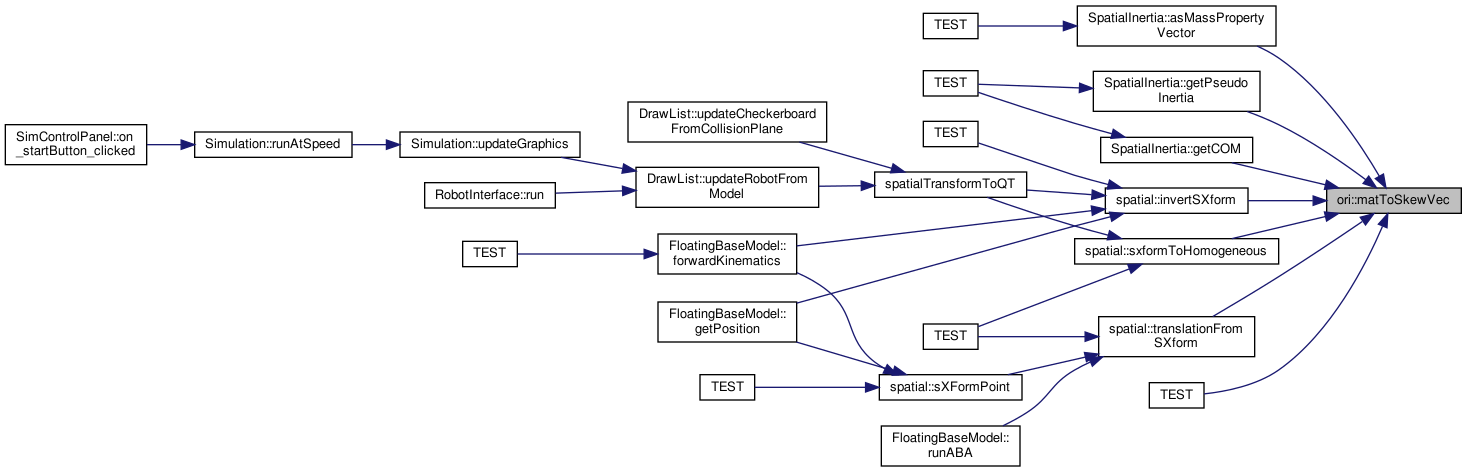 TEST
SpatialInertia::asMassProperty
Vector
TEST
SpatialInertia::getPseudo
Inertia
DrawList::updateCheckerboard
FromCollisionPlane
SimControlPanel::on
_startButton_clicked
Simulation::runAtSpeed
Simulation::updateGraphics
TEST
SpatialInertia::getCOM
DrawList::updateRobotFrom
Model
spatialTransformToQT
RobotInterface::run
spatial::invertSXform
ori::matToSkewVec
TEST
FloatingBaseModel::
forwardKinematics
spatial::sxformToHomogeneous
FloatingBaseModel::
getPosition
TEST
spatial::translationFrom
SXform
TEST
spatial::sXFormPoint
TEST
FloatingBaseModel::
runABA